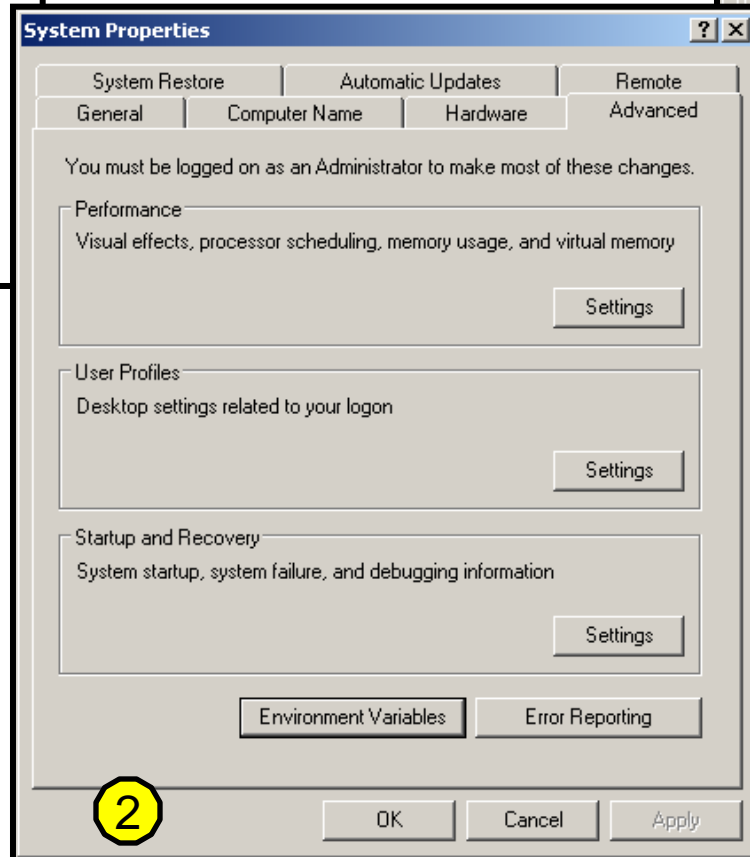 System Properties
System Restore Automatic Updates Remote
General Computer Name Hardware Advanced
You must be logged on as an Administrator to make most of these changes.
Performance
Visual effects, processor scheduling, memory usage, and virtual memory
Settings
User Profiles
Desktop settings related to your logon
Settings
Startup and Recovery
System startup, system failure, and debugging information
Settings
Environment Variables Error Reporting
2
OK Cancel Apply